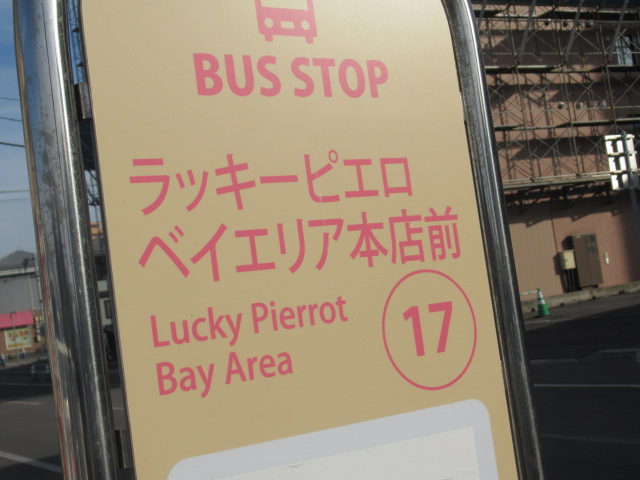 BUS STOP
ラッキーピエロ
ベイエリア本店前
Lucky Pierrot
Bay Area
17